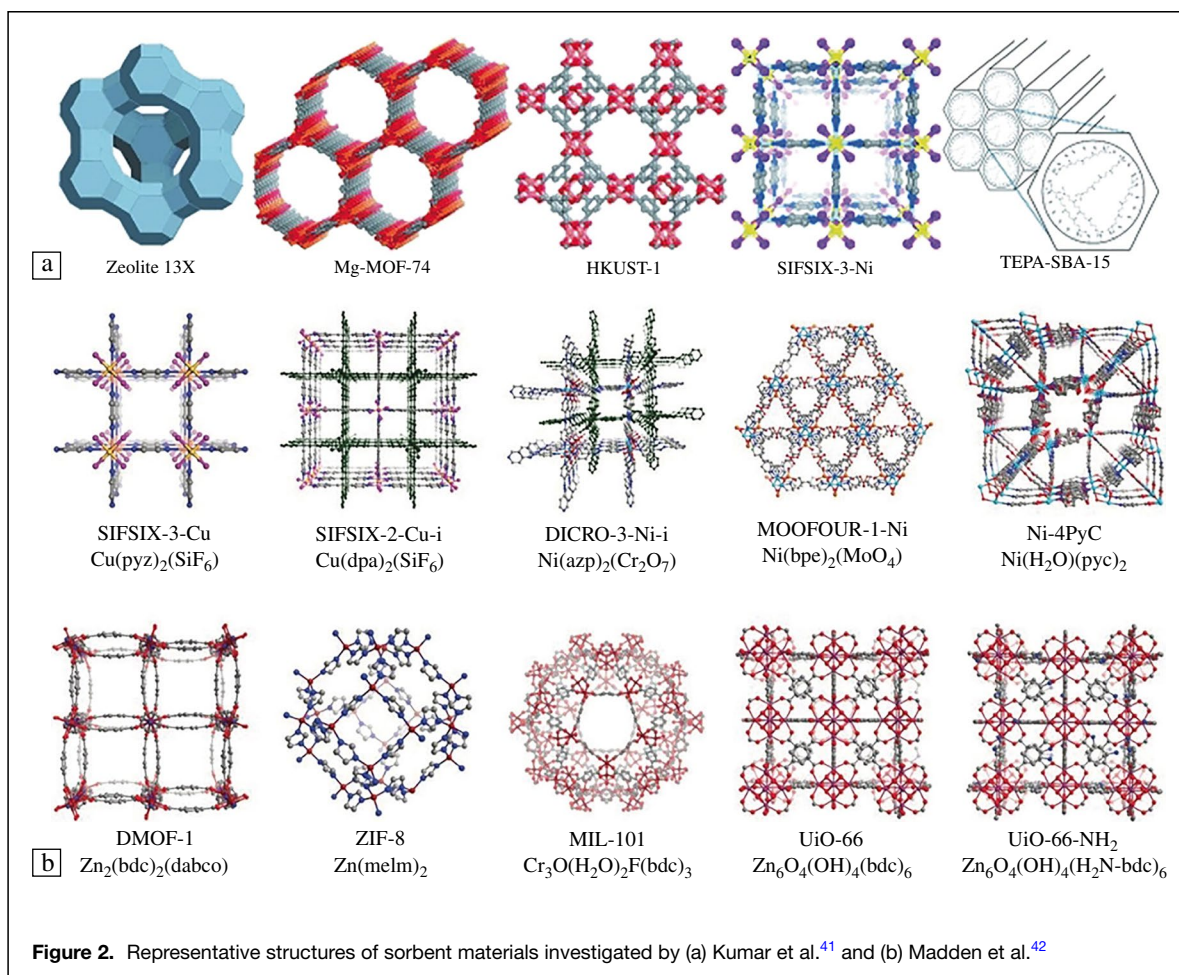 Zeolite 13X
Mg-MOF-74
HKUST-1
SIFSIX-3-Ni
TEPA-SBA-15
a
SIFSIX-3-Cu
Cu(pyz)₂(SiF₆)
SIFSIX-2-Cu-i
Cu(dpa)₂(SiF₆)
DICRO-3-Ni-i
Ni(azp)₂(Cr₂O₇)
MOOFOUR-1-Ni
Ni(bpe)₂(MoO₄)
Ni-4PyC
Ni(H₂O)(pyc)₂
DMOF-1
Zn₂(bdc)₂(dabco)
ZIF-8
Zn(melm)₂
MIL-101
Cr₃O(H₂O)₂F(bdc)₃
UiO-66
Zn₆O₄(OH)₄(bdc)₆
UiO-66-NH₂
Zn₆O₄(OH)₄(H₂N-bdc)₆
b
Figure 2. Representative structures of sorbent materials investigated by (a) Kumar et al.⁴¹ and (b) Madden et al.⁴²